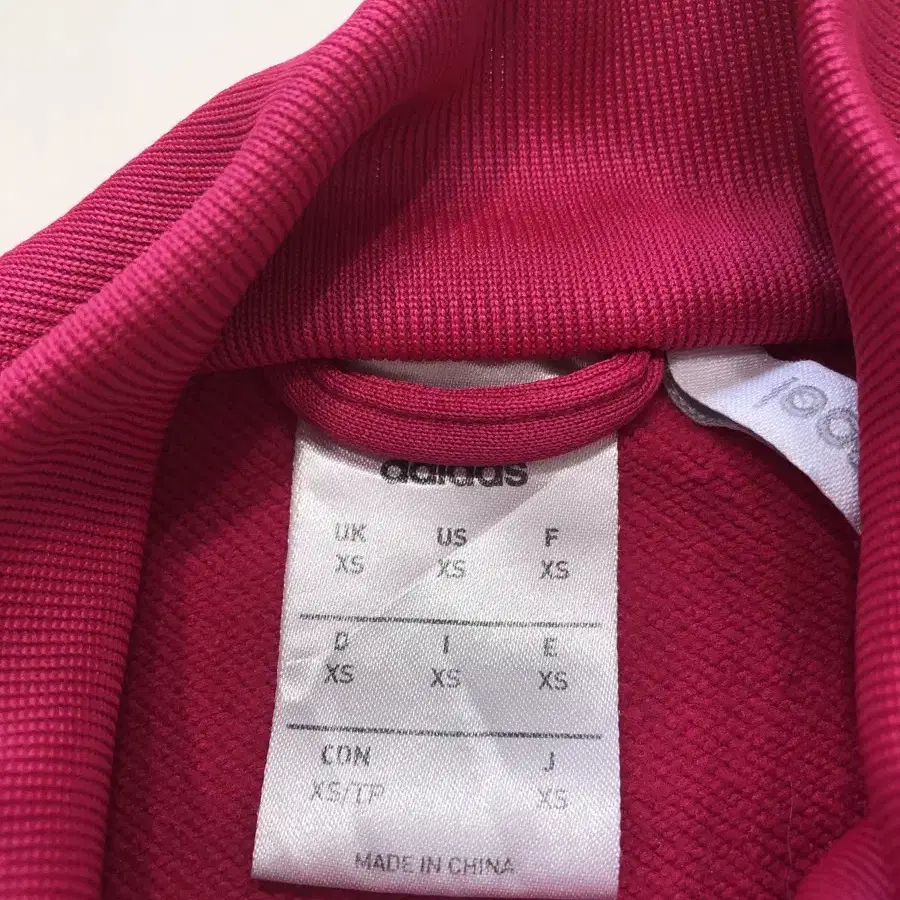 adidas
UK US F
XS XS XS
D I E
XS XS XS
CDN J
XS/TP XS
MADE IN CHINA